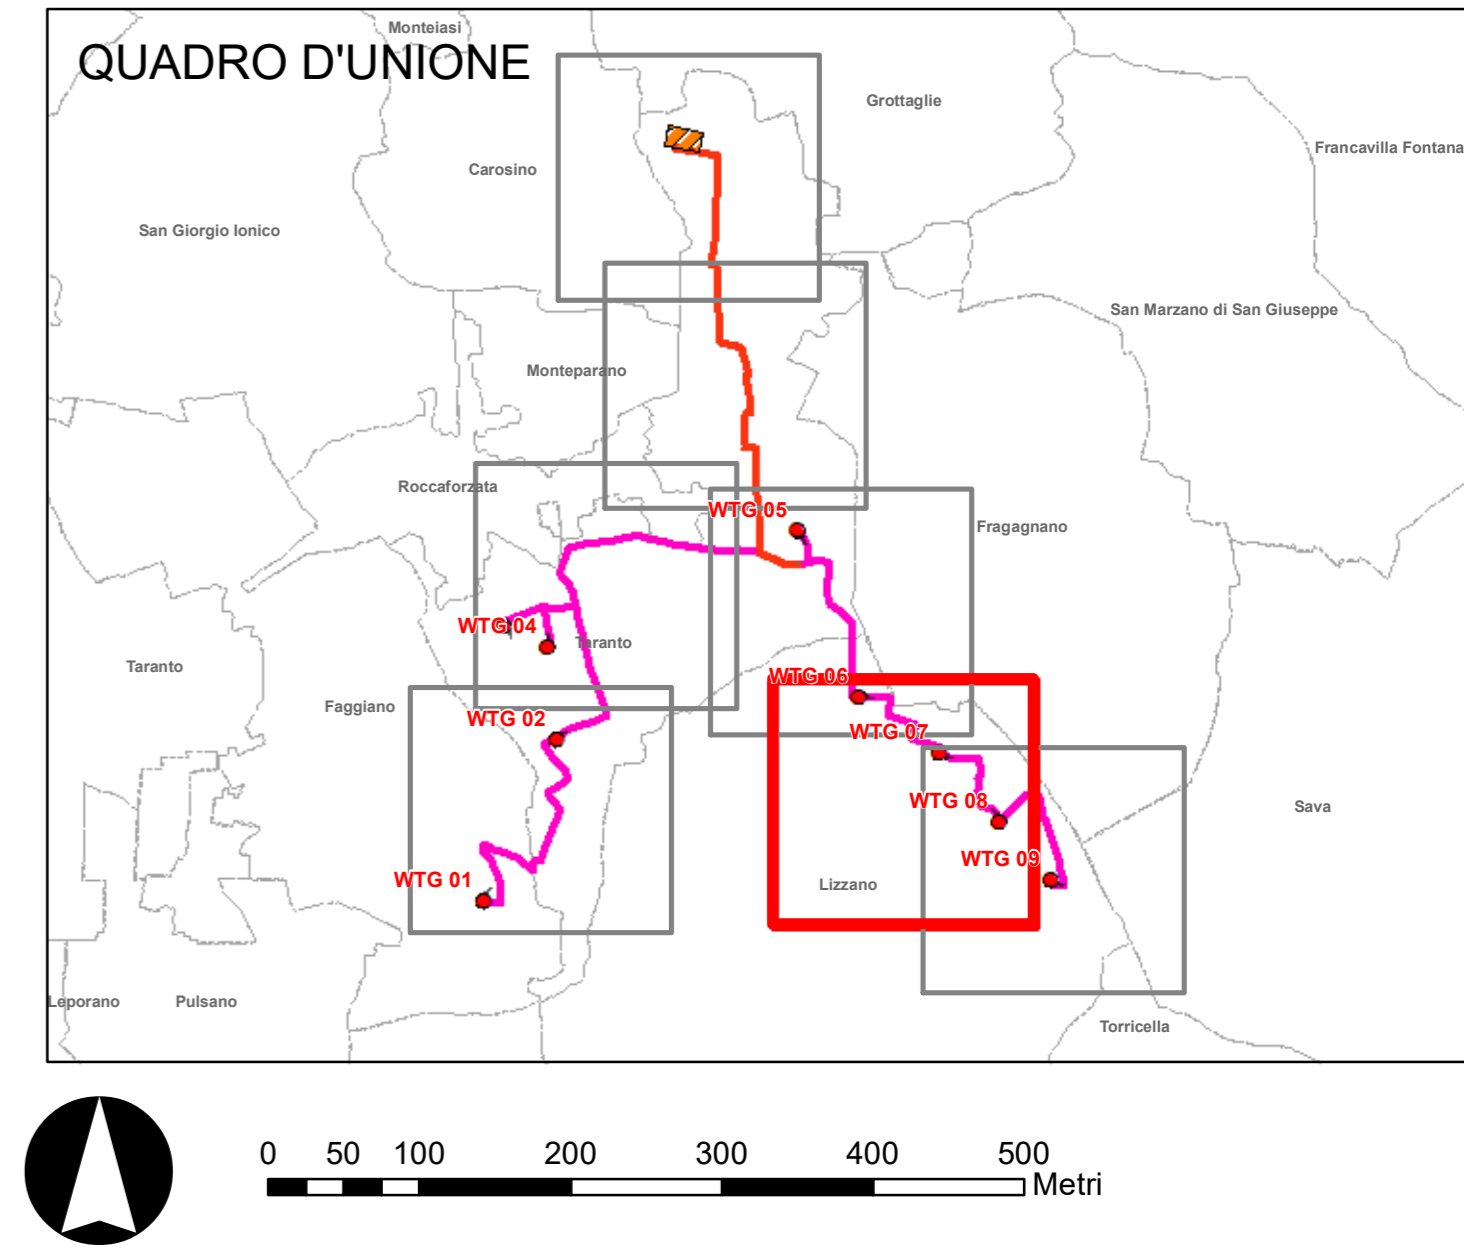 Monteiasi
QUADRO D'UNIONE
Grottaglie
Francavilla Fontana
Carosino
San Giorgio Ionico
San Marzano di San Giuseppe
Monteparano
Roccaforzata
WTG 05
Fragagnano
WTG 04
Taranto
Taranto
WTG 06
Faggiano
WTG 02
WTG 07
WTG 08
Sava
WTG 09
WTG 01
Lizzano
Leporano
Pulsano
Torricella
0 50 100 200 300 400 500
Metri